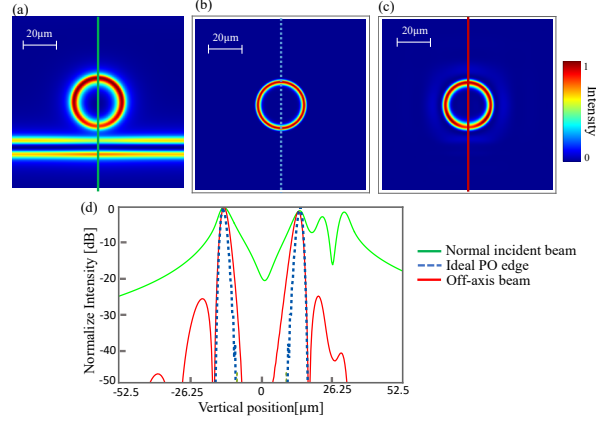 (a)
20μm
(b)
20μm
(c)
20μm
1
0
Intensity
(d)
0
-10
-20
-30
-40
-50
Normalize Intensity [dB]
-52.5
-26.25
0
26.25
52.5
Vertical position[μm]
Normal incident beam
Ideal PO edge
Off-axis beam